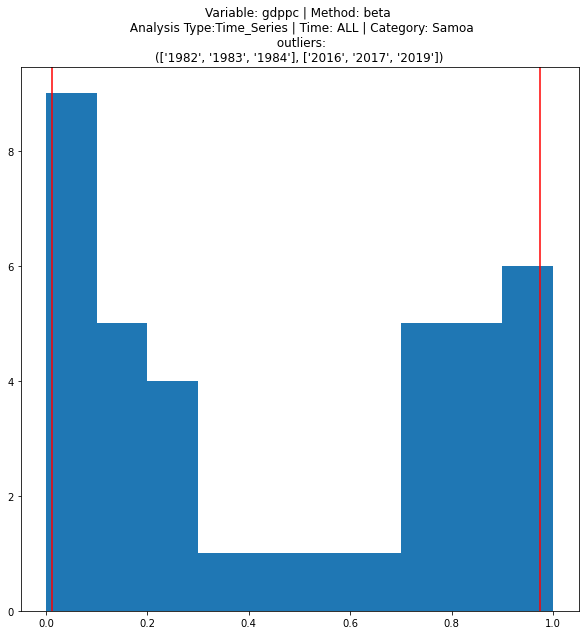 Variable: gdppc | Method: beta
Analysis Type:Time_Series | Time: ALL | Category: Samoa
outliers:
(['1982', '1983', '1984'], ['2016', '2017', '2019'])
8
6
4
2
0
0.0 0.2 0.4 0.6 0.8 1.0